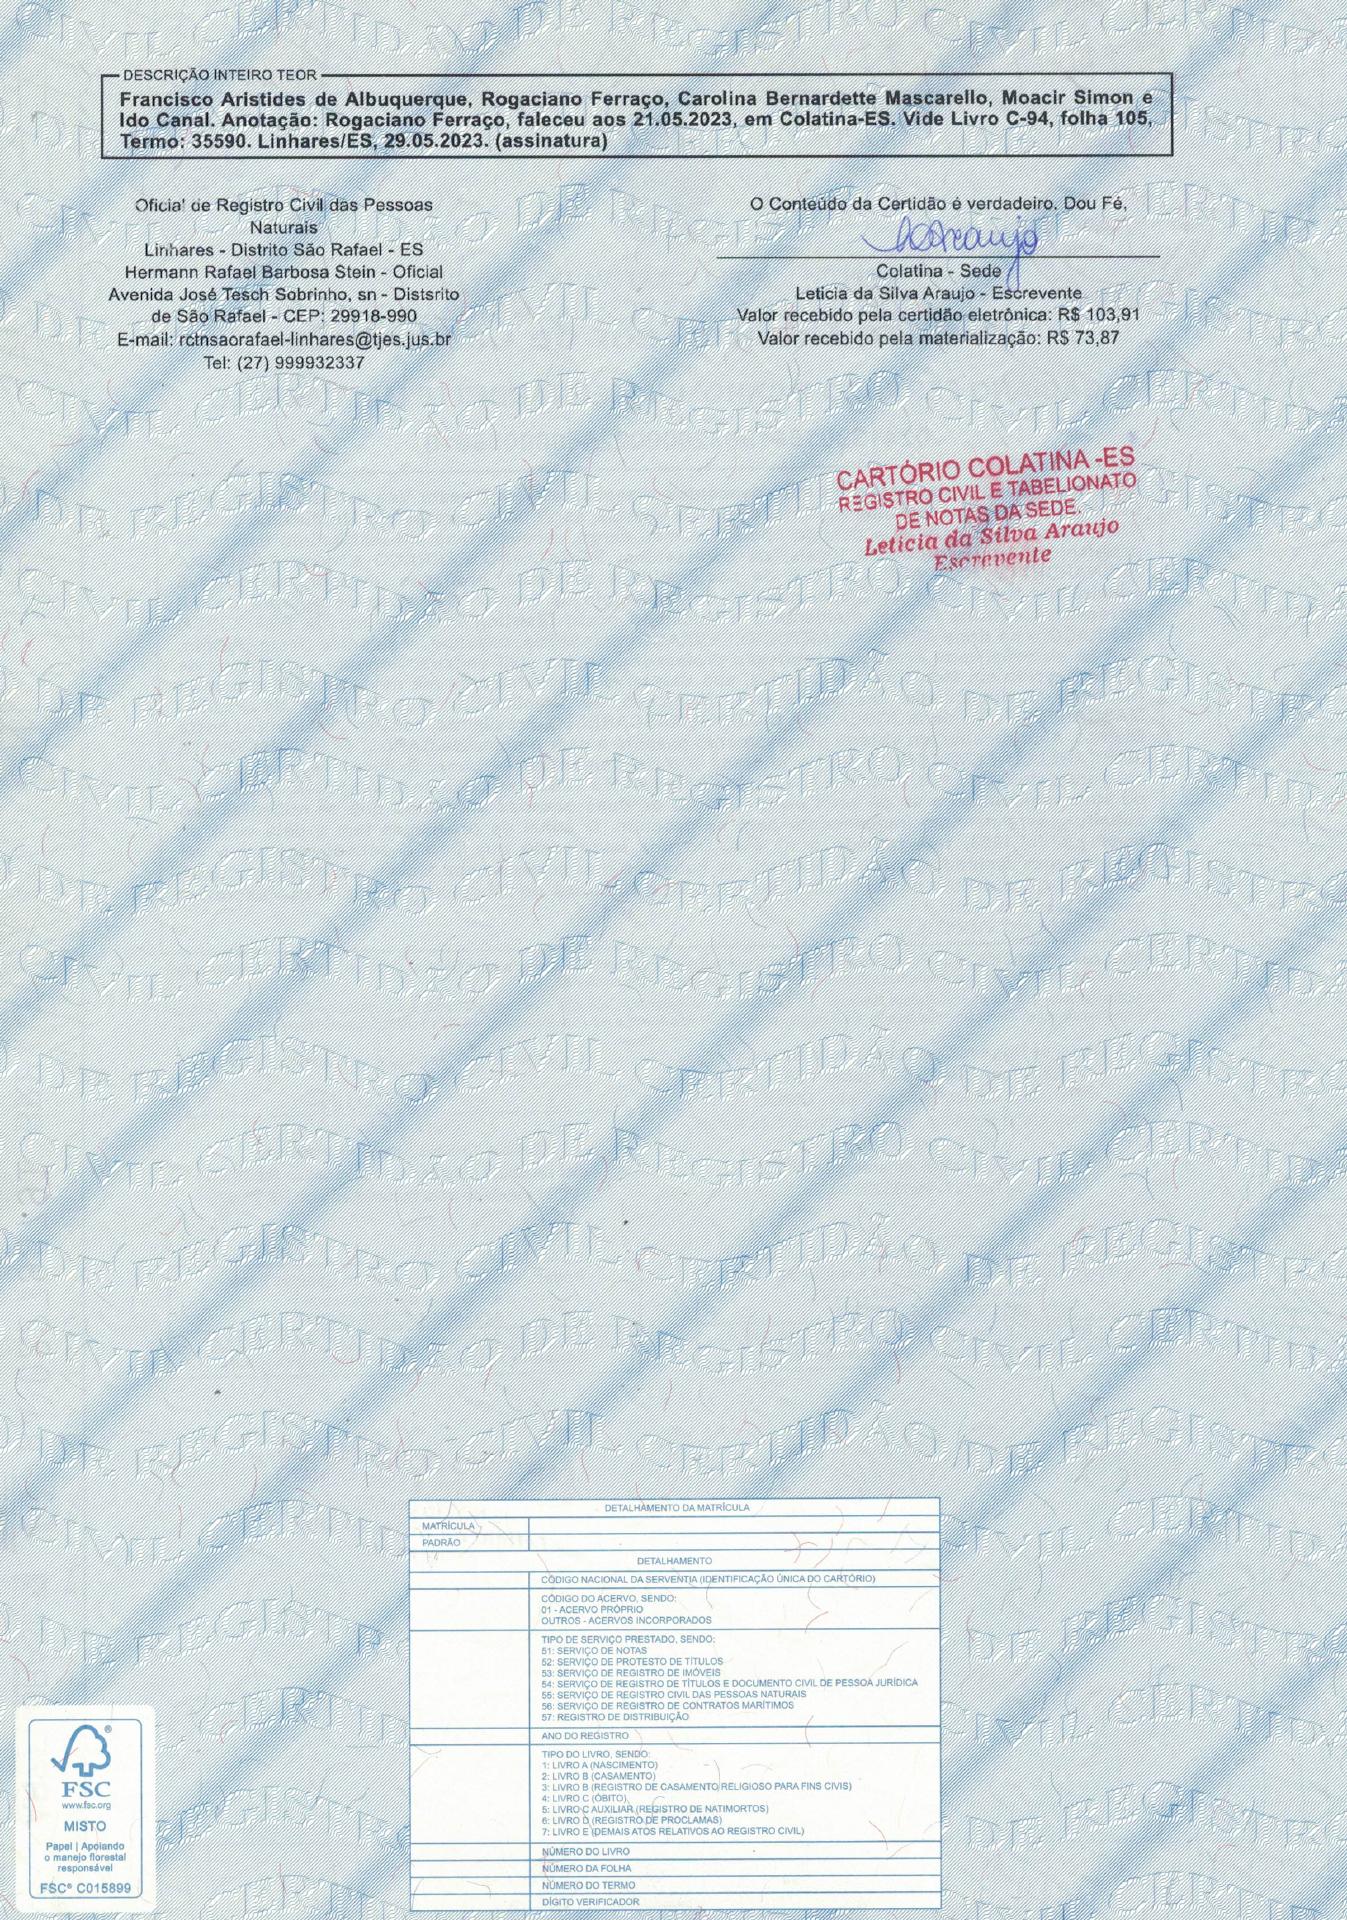 DESCRIÇÃO INTEIRO TEOR
Francisco Aristides de Albuquerque, Rogaciano Ferraço, Carolina Bernardette Mascarello, Moacir Simon e
Ido Canal. Anotação: Rogaciano Ferraço, faleceu aos 21.05.2023, em Colatina-ES. Vide Livro C-94, folha 105,
Termo: 35590. Linhares/ES, 29.05.2023. (assinatura)
Oficial de Registro Civil das Pessoas
Naturais
Linhares - Distrito São Rafael - ES
Hermann Rafael Barbosa Stein - Oficial
Avenida José Tesch Sobrinho, sn - Distsrito
de São Rafael - CEP: 29918-990
E-mail: rctnsaorafael-linhares@tjes.jus.br
Tel: (27) 999932337
O Conteúdo da Certidão é verdadeiro. Dou Fé,
Colatina - Sede
Leticia da Silva Araujo - Escrevente
Valor recebido pela certidão eletrônica: R$ 103,91
Valor recebido pela materialização: R$ 73,87
CARTÓRIO COLATINA -ES
REGISTRO CIVIL E TABELIONATO
DE NOTAS DA SEDE.
Leticia da Silva Araujo
Escrevente
DETALHAMENTO DA MATRÍCULA
MATRÍCULA
PADRÃO
DETALHAMENTO
CÓDIGO NACIONAL DA SERVENTIA (IDENTIFICAÇÃO ÚNICA DO CARTÓRIO)
CÓDIGO DO ACERVO, SENDO:
01 - ACERVO PRÓPRIO
OUTROS - ACERVOS INCORPORADOS
TIPO DE SERVIÇO PRESTADO, SENDO:
51: SERVIÇO DE NOTAS
52: SERVIÇO DE PROTESTO DE TÍTULOS
53: SERVIÇO DE REGISTRO DE IMÓVEIS
54: SERVIÇO DE REGISTRO DE TÍTULOS E DOCUMENTO CIVIL DE PESSOA JURÍDICA
55: SERVIÇO DE REGISTRO CIVIL DAS PESSOAS NATURAIS
56: SERVIÇO DE REGISTRO DE CONTRATOS MARÍTIMOS
57: REGISTRO DE DISTRIBUIÇÃO
ANO DO REGISTRO
TIPO DO LIVRO, SENDO:
1: LIVRO A (NASCIMENTO)
2: LIVRO B (CASAMENTO)
3: LIVRO B (REGISTRO DE CASAMENTO RELIGIOSO PARA FINS CIVIS)
4: LIVRO C (ÓBITO)
5: LIVRO C AUXILIAR (REGISTRO DE NATIMORTOS)
6: LIVRO D (REGISTRO DE PROCLAMAS)
7: LIVRO E (DEMAIS ATOS RELATIVOS AO REGISTRO CIVIL)
NÚMERO DO LIVRO
NÚMERO DA FOLHA
NÚMERO DO TERMO
DÍGITO VERIFICADOR
FSC
www.fsc.org
MISTO
Papel | Apoiando
o manejo florestal
responsável
FSC® C015899